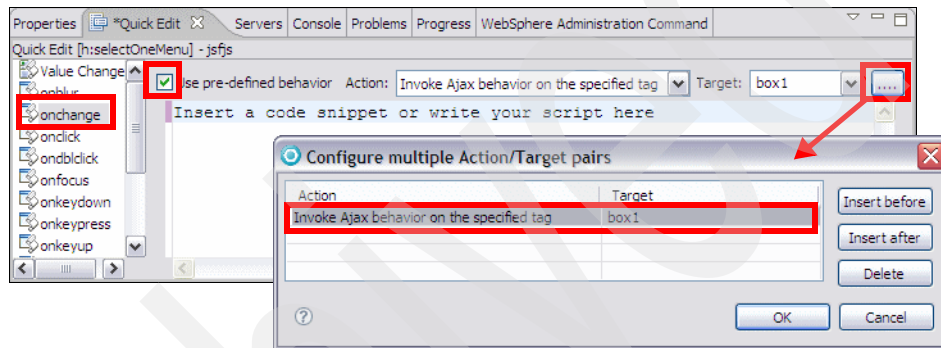 Properties *Quick Edit Servers Console Problems Progress WebSphere Administration Command
Quick Edit [h:selectOneMenu] - jsfjs
Value Change
Use pre-defined behavior Action: Invoke Ajax behavior on the specified tag Target: box1 ....
onblur
onchange
Insert a code snippet or write your script here
onclick
ondblclick
onfocus
onkeydown
onkeypress
onkeyup
Configure multiple Action/Target pairs
Action Target
Invoke Ajax behavior on the specified tag box1
Insert before
Insert after
Delete
OK Cancel